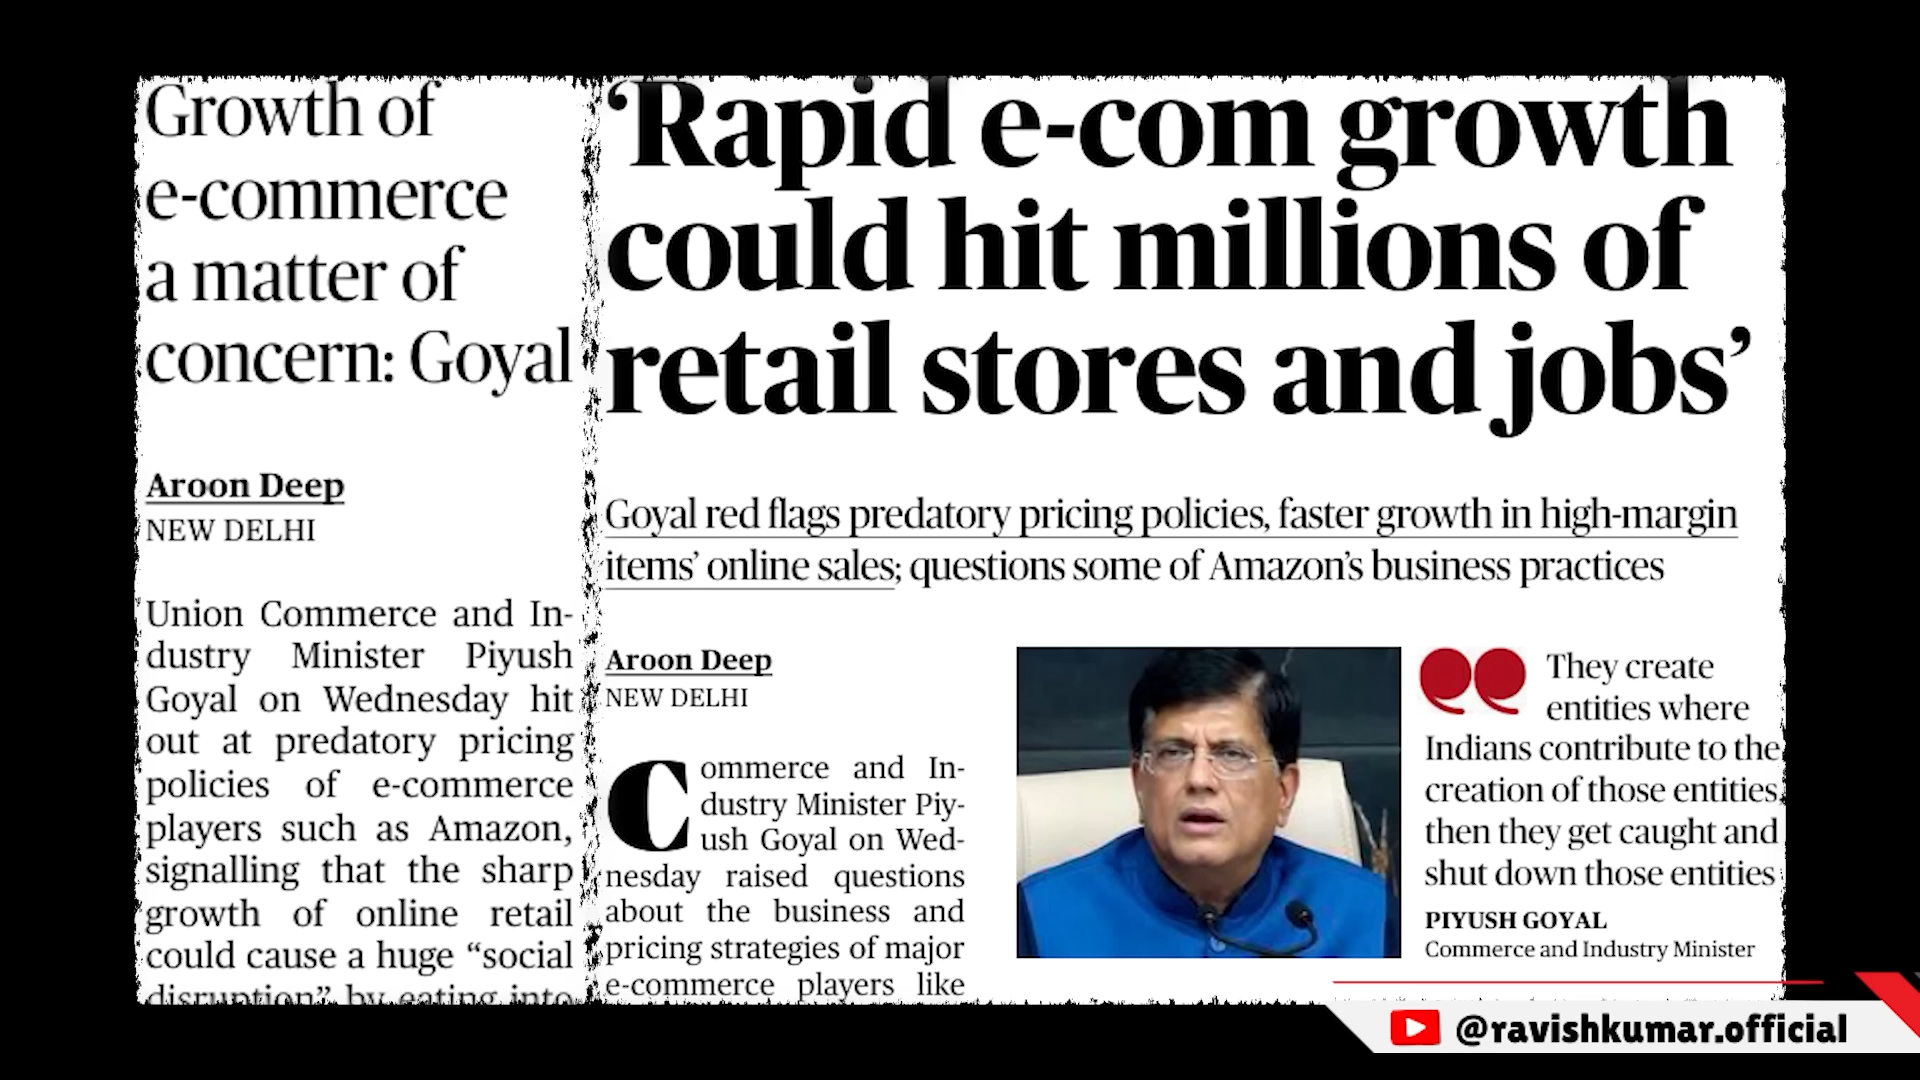 Growth of
e-commerce
a matter of
concern: Goyal
Aroon Deep
NEW DELHI
Union Commerce and In-
dustry Minister Piyush
Goyal on Wednesday hit
out at predatory pricing
policies of e-commerce
players such as Amazon,
signalling that the sharp
growth of online retail
could cause a huge “social
disruption” by eating into
‘Rapid e-com growth
could hit millions of
retail stores and jobs’
Goyal red flags predatory pricing policies, faster growth in high-margin
items’ online sales; questions some of Amazon’s business practices
Aroon Deep
NEW DELHI
Commerce and In-
dustry Minister Piy-
ush Goyal on Wed-
nesday raised questions
about the business and
pricing strategies of major
e-commerce players like
They create
entities where
Indians contribute to the
creation of those entities,
then they get caught and
shut down those entities
PIYUSH GOYAL
Commerce and Industry Minister
@ravishkumar.official